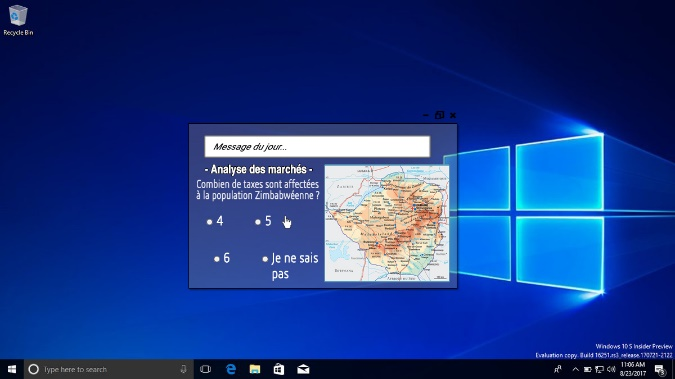 Recycle Bin
Message du jour...
- Analyse des marchés -
Combien de taxes sont affectées
à la population Zimbabwéenne ?
4
5
6
Je ne sais
pas
Windows 10 S Insider Preview
Evaluation copy. Build 16251.rs3_release.170721-2122
Type here to search
11:06 AM
8/23/2017